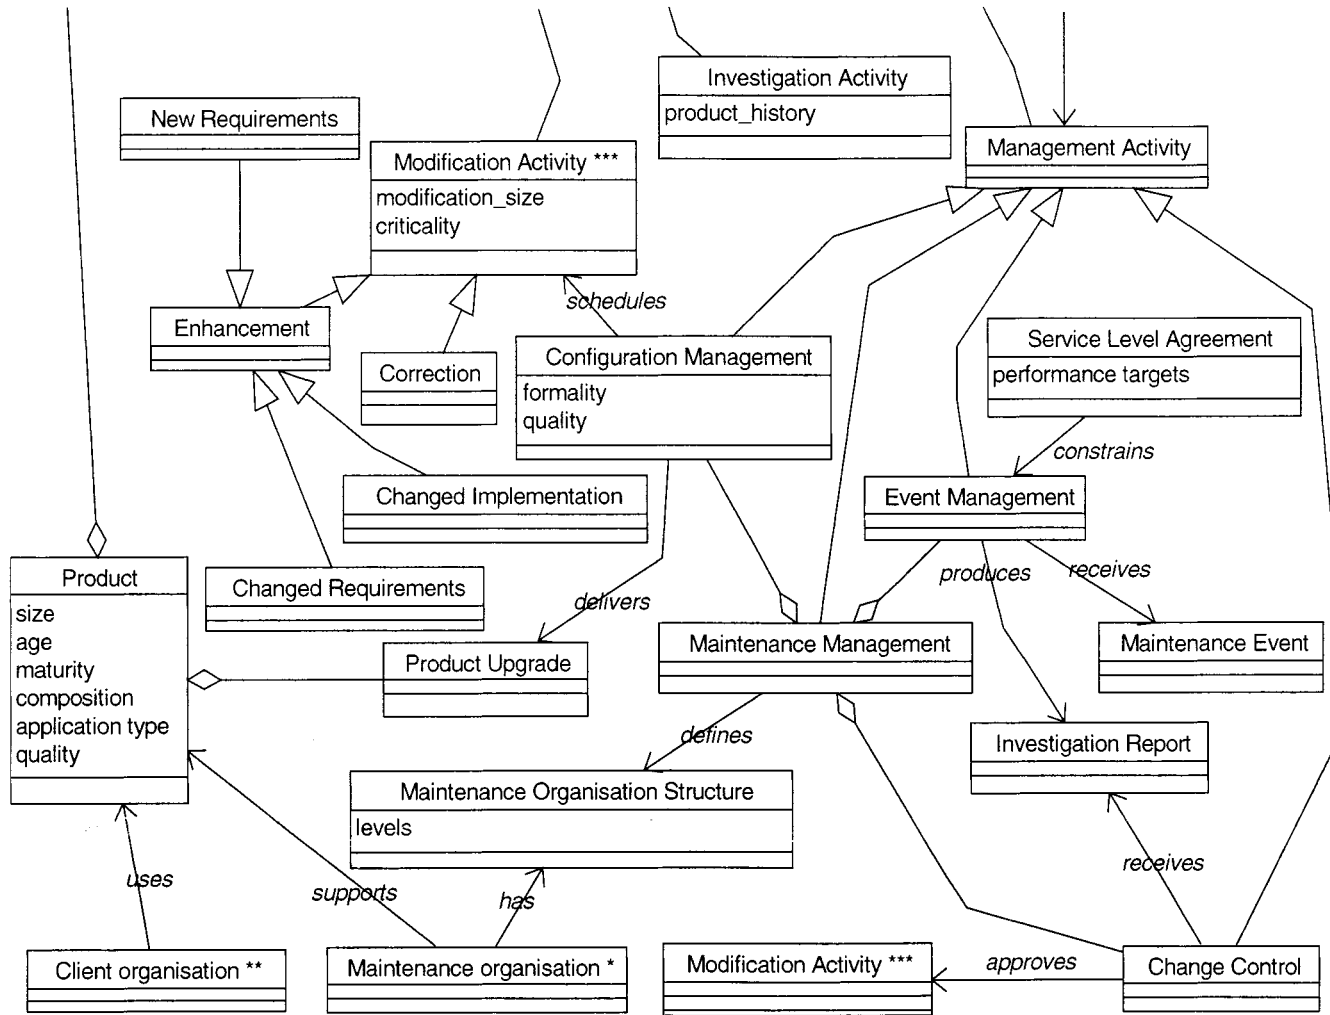 Investigation Activity
product_history
New Requirements
Modification Activity ***
modification_size
criticality
Management Activity
schedules
Enhancement
Correction
Configuration Management
formality
quality
Service Level Agreement
performance targets
constrains
Changed Implementation
Event Management
Product
size
age
maturity
composition
application type
quality
Changed Requirements
delivers
produces
receives
Product Upgrade
Maintenance Management
Maintenance Event
defines
Investigation Report
Maintenance Organisation Structure
levels
uses
supports
has
receives
Client organisation **
Maintenance organisation *
Modification Activity ***
approves
Change Control